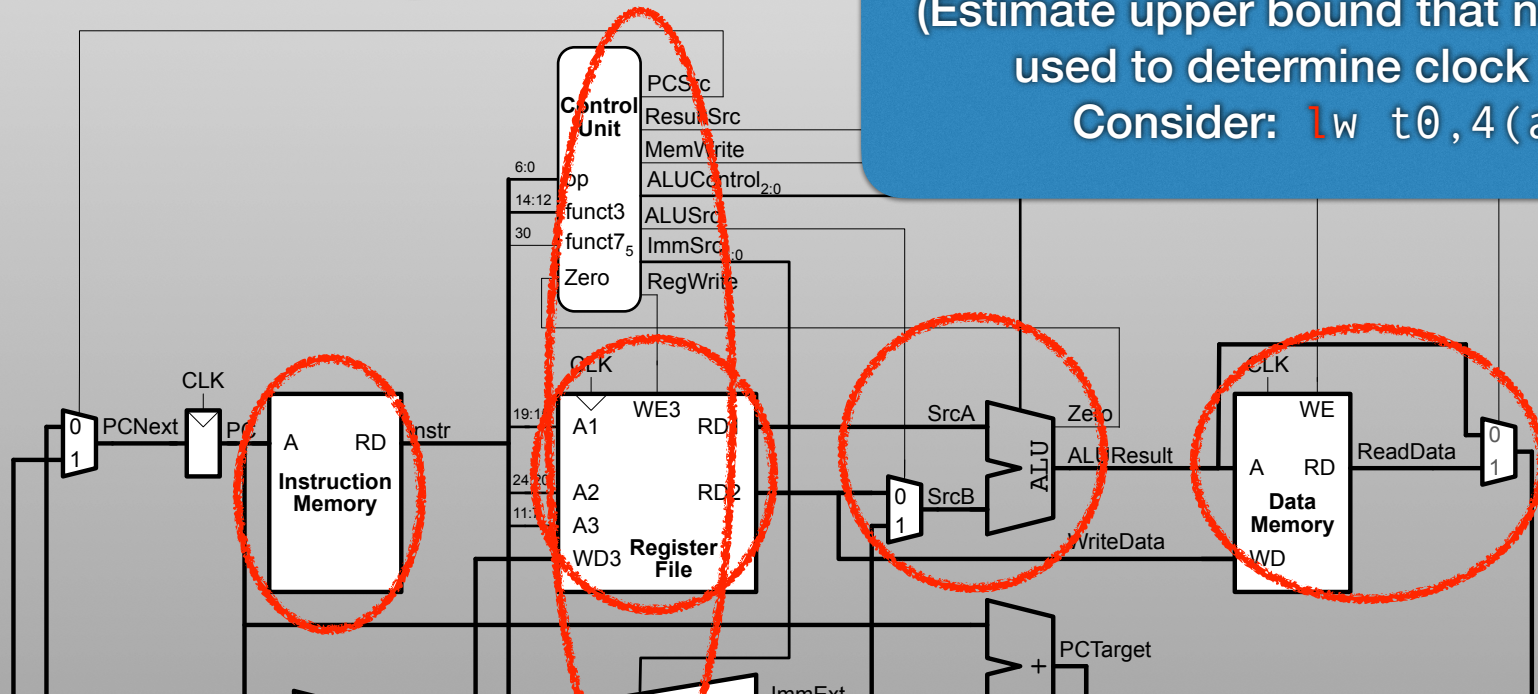 (Estimate upper bound that
used to determine clock
Consider: lw t0,4(
PCSrc
Control
Unit
ResultSrc
MemWrite
6:0
op
ALUControl2:0
14:12
funct3
ALUSrc
30
funct75
ImmSrc1:0
Zero
RegWrite
CLK
CLK
CLK
0
1
PCNext
PC
A
RD
Instr
Instruction
Memory
19:15
A1
WE3
RD1
24:20
A2
RD2
11:7
A3
WD3
Register
File
SrcA
0
1
SrcB
ALU
Zero
ALUResult
WriteData
WE
A
RD
Data
Memory
WD
ReadData
0
1
+
PCTarget
ImmExt